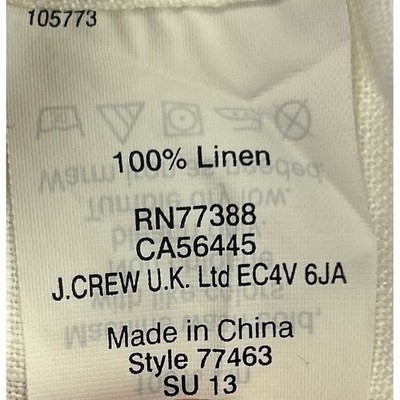 105773
100% Linen
RN77388
CA56445
J.CREW U.K. Ltd EC4V 6JA
Made in China
Style 77463
SU 13